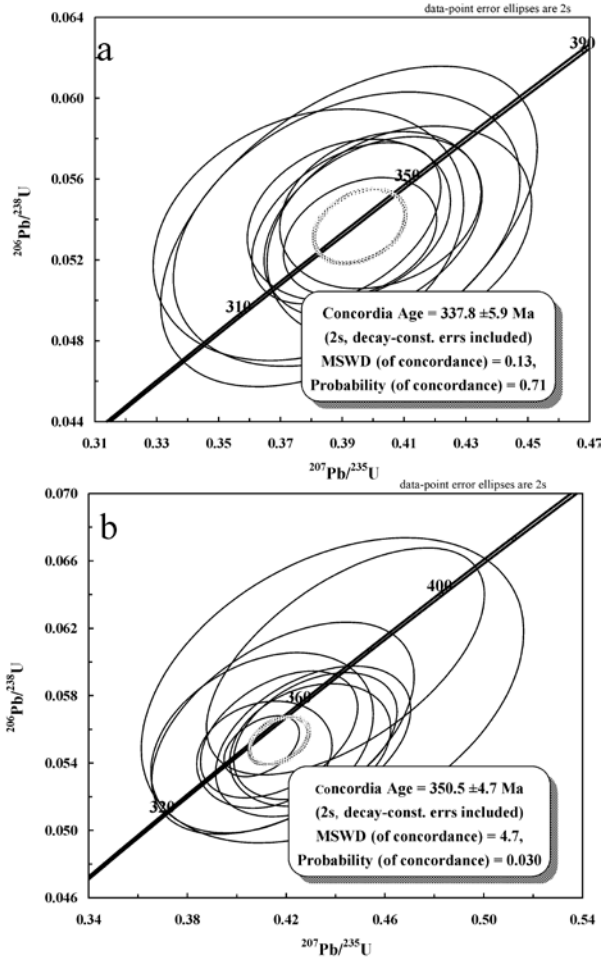 data-point error ellipses are 2s
a
0.064
0.060
0.056
0.052
0.048
0.044
206Pb/238U
390
350
310
Concordia Age = 337.8 ±5.9 Ma
(2s, decay-const. errs included)
MSWD (of concordance) = 0.13,
Probability (of concordance) = 0.71
0.31 0.33 0.35 0.37 0.39 0.41 0.43 0.45 0.47
207Pb/235U
data-point error ellipses are 2s
b
0.070
0.066
0.062
0.058
0.054
0.050
0.046
206Pb/238U
400
360
320
Concordia Age = 350.5 ±4.7 Ma
(2s, decay-const. errs included)
MSWD (of concordance) = 4.7,
Probability (of concordance) = 0.030
0.34 0.38 0.42 0.46 0.50 0.54
207Pb/235U